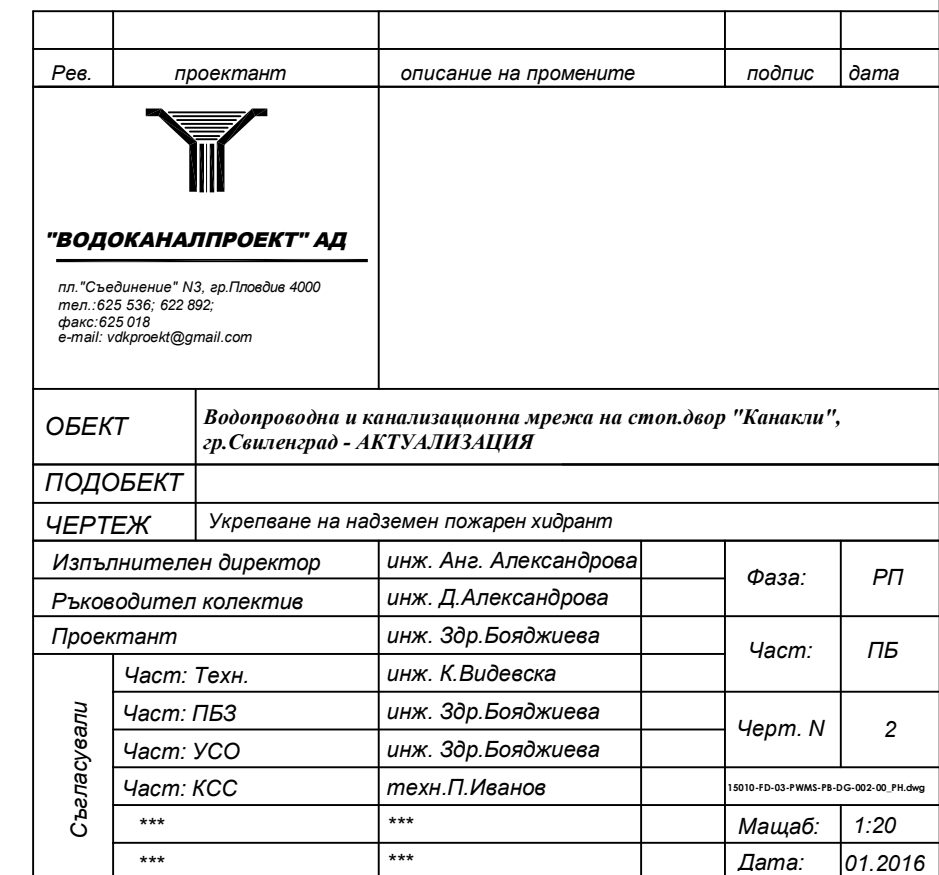 Рев. проектант описание на промените подпис дата
"ВОДОКАНАЛПРОЕКТ" АД
пл."Съединение" N3, гр.Пловдив 4000
тел.:625 536; 622 892;
факс:625 018
e-mail: vdkproekt@gmail.com
ОБЕКТ
Водопроводна и канализационна мрежа на стоп.двор "Канакли",
гр.Свиленград - АКТУАЛИЗАЦИЯ
ПОДОБЕКТ
ЧЕРТЕЖ Укрепване на надземен пожарен хидрант
Изпълнителен директор инж. Анг. Александрова
Фаза: РП
Ръководител колектив инж. Д.Александрова
Проектант инж. Здр.Бояджиева
Част: ПБ
Съгласували
Част: Техн. инж. К.Видевска
Част: ПБЗ инж. Здр.Бояджиева
Черт. N 2
Част: УСО инж. Здр.Бояджиева
Част: КСС техн.П.Иванов 15010-FD-03-PWMS-PB-DG-002-00_PH.dwg
*** *** Мащаб: 1:20
*** *** Дата: 01.2016